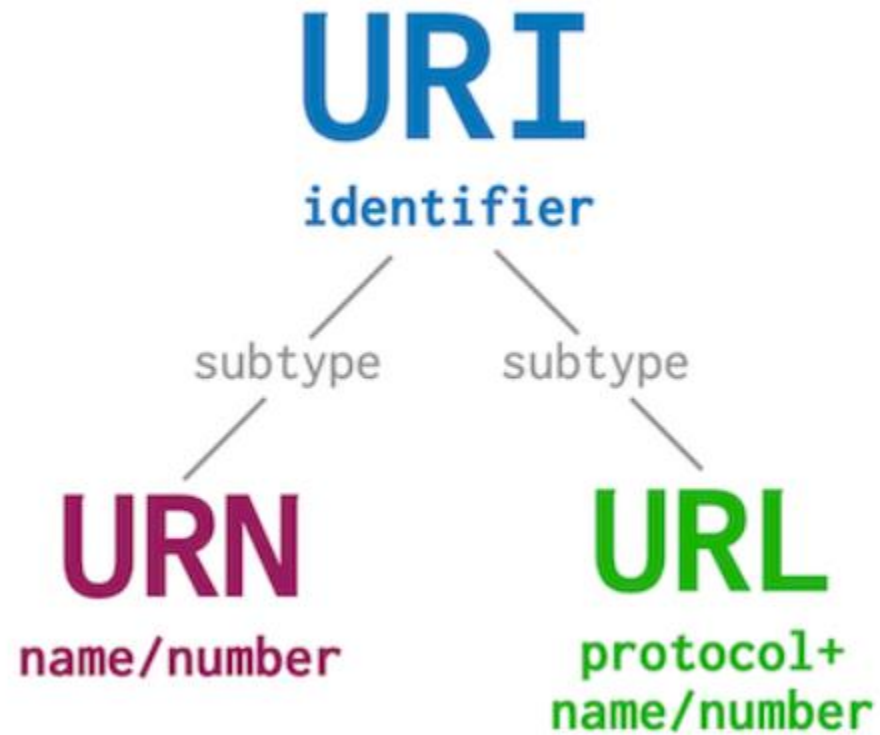 URI
identifier
subtype subtype
URN URL
name/number protocol+
name/number